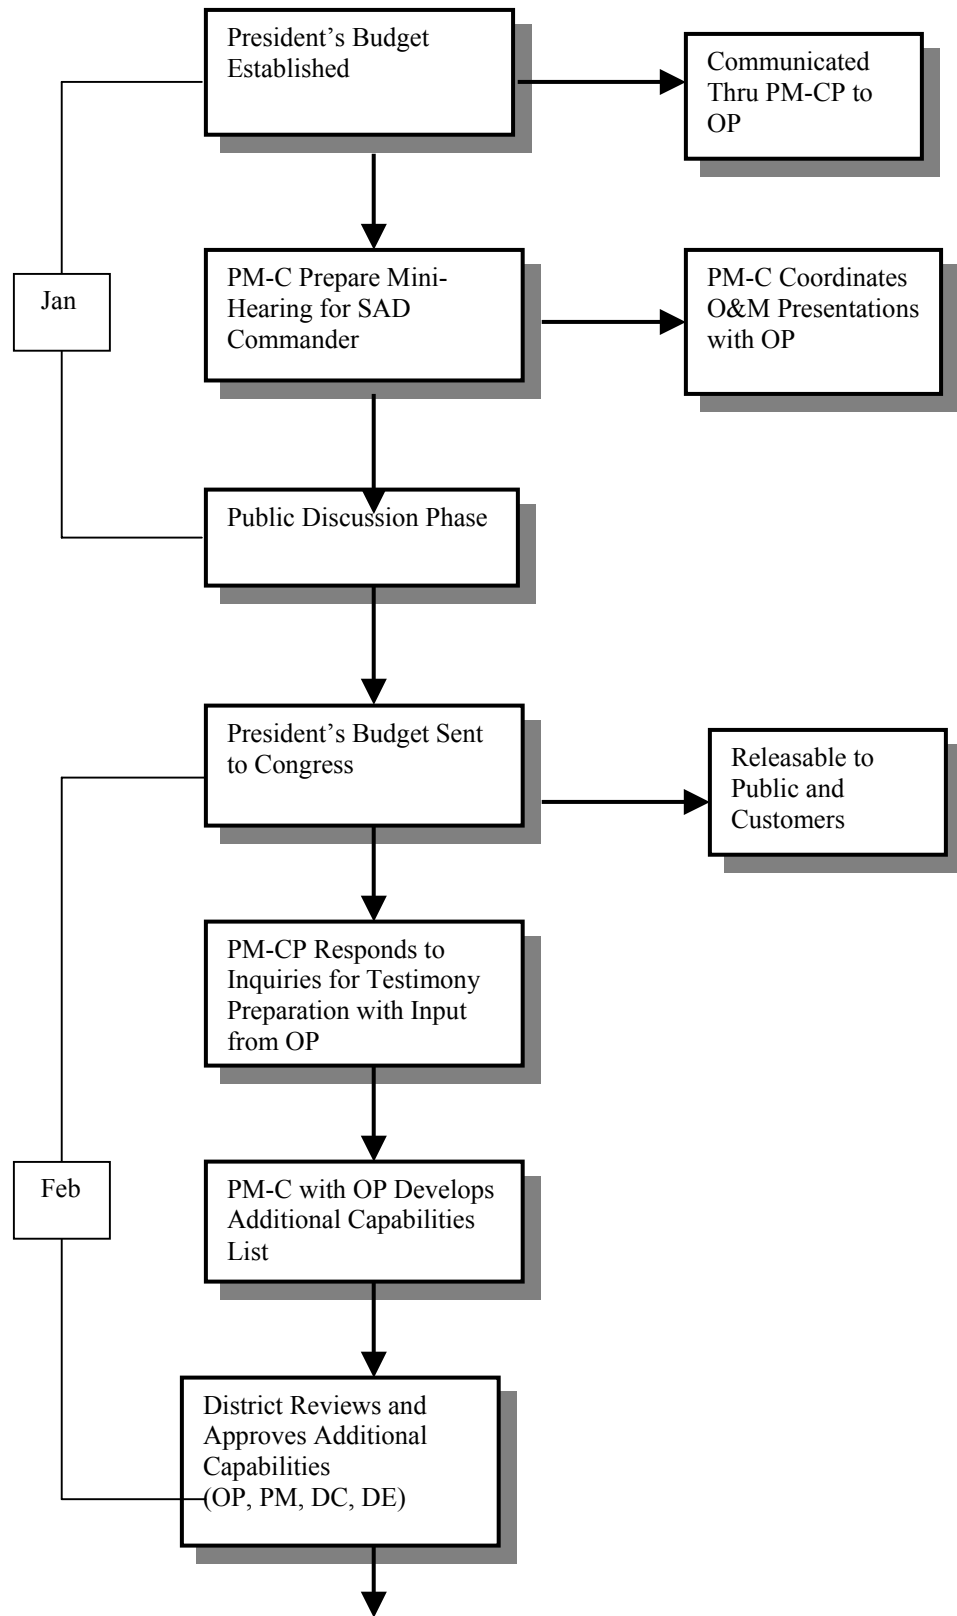 President’s Budget
Established
Communicated
Thru PM-CP to
OP
Jan
PM-C Prepare Mini-
Hearing for SAD
Commander
PM-C Coordinates
O&M Presentations
with OP
Public Discussion Phase
President’s Budget Sent
to Congress
Releasable to
Public and
Customers
PM-CP Responds to
Inquiries for Testimony
Preparation with Input
from OP
Feb
PM-C with OP Develops
Additional Capabilities
List
District Reviews and
Approves Additional
Capabilities
(OP, PM, DC, DE)